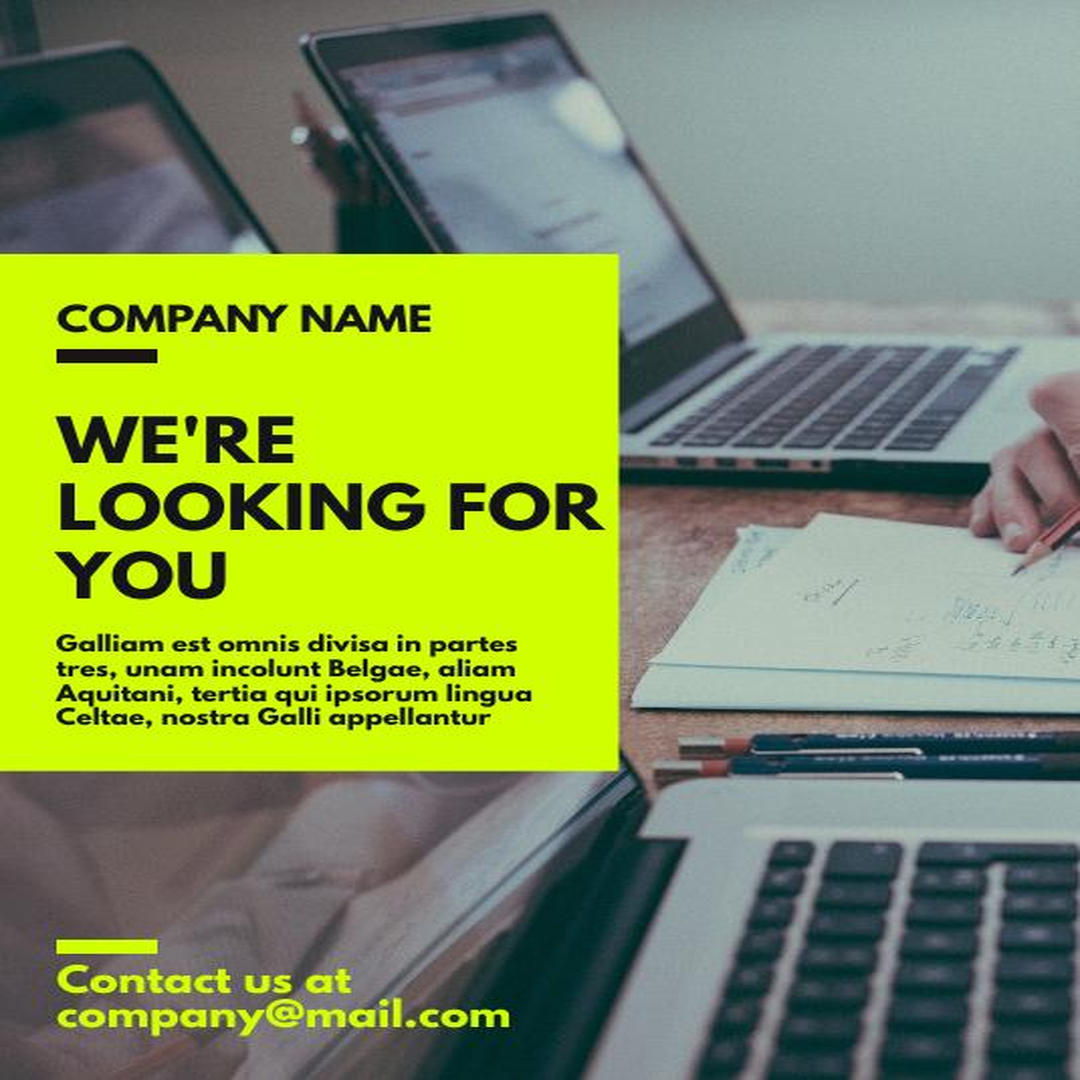 COMPANY NAME
WE'RE
LOOKING FOR
YOU
Galliam est omnis divisa in partes
tres, unam incolunt Belgae, aliam
Aquitani, tertia qui ipsorum lingua
Celtae, nostra Galli appellantur
Contact us at
company@mail.com